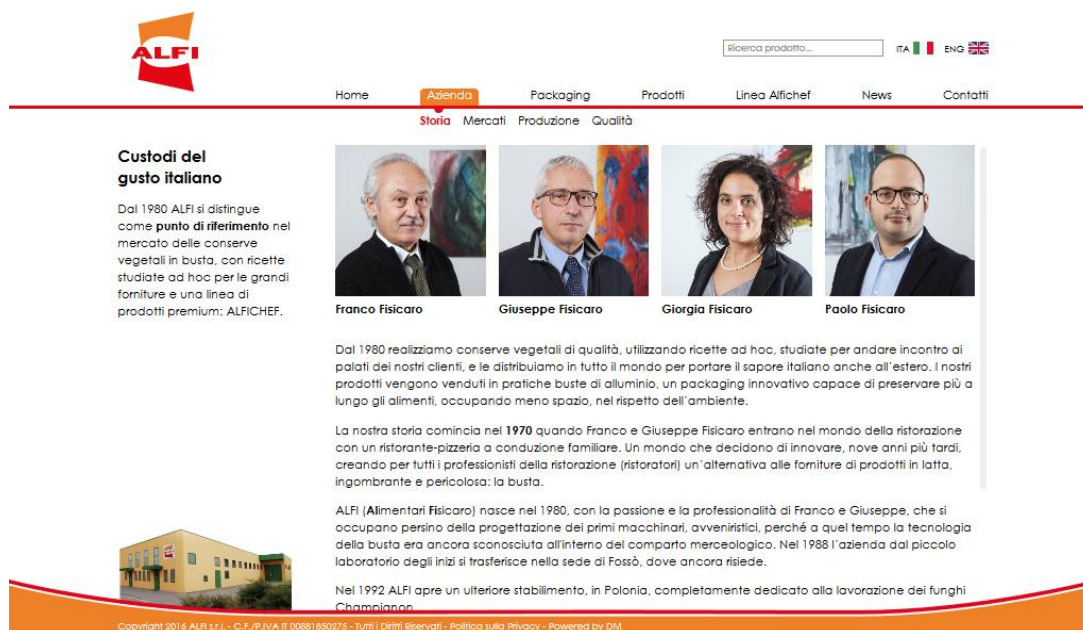 ALFI
Ricerca prodotto...
ITA
ENG
Home Azienda Packaging Prodotti Linea Alfichef News Contatti
Storia Mercati Produzione Qualità
Custodi del
gusto italiano
Dal 1980 ALFI si distingue
come punto di riferimento nel
mercato delle conserve
vegetali in busta, con ricette
studiate ad hoc per le grandi
forniture e una linea di
prodotti premium: ALFICHEF.
Franco Fisicaro Giuseppe Fisicaro Giorgia Fisicaro Paolo Fisicaro
Dal 1980 realizziamo conserve vegetali di qualità, utilizzando ricette ad hoc, studiate per andare incontro ai
palati dei nostri clienti, e le distribuiamo in tutto il mondo per portare il sapore italiano anche all'estero. I nostri
prodotti vengono venduti in pratiche buste di alluminio, un packaging innovativo capace di preservare più a
lungo gli alimenti, occupando meno spazio, nel rispetto dell'ambiente.
La nostra storia comincia nel 1970 quando Franco e Giuseppe Fisicaro entrano nel mondo della ristorazione
con un ristorante-pizzeria a conduzione familiare. Un mondo che decidono di innovare, nove anni più tardi,
creando per tutti i professionisti della ristorazione (ristoratori) un'alternativa alle forniture di prodotti in latta,
ingombrante e pericolosa: la busta.
ALFI (Alimentari Fisicaro) nasce nel 1980, con la passione e la professionalità di Franco e Giuseppe, che si
occupano persino della progettazione dei primi macchinari, avveniristici, perché a quel tempo la tecnologia
della busta era ancora sconosciuta all'interno del comparto merceologico. Nel 1988 l'azienda dal piccolo
laboratorio degli inizi si trasferisce nella sede di Fossò, dove ancora risiede.
Nel 1992 ALFI apre un ulteriore stabilimento, in Polonia, completamente dedicato alla lavorazione dei funghi
Champignon
Copyright 2016 ALFI s.r.l. - C.F./P.IVA IT 00881850275 - Tutti i Diritti Riservati - Politica sulla Privacy - Powered by DM